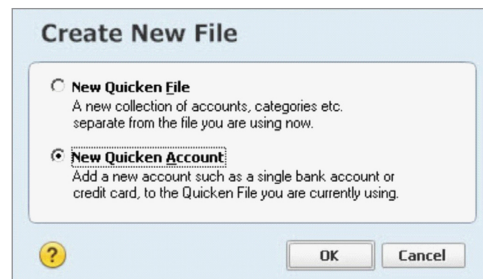 Create New File
New Quicken File
A new collection of accounts, categories etc.
separate from the file you are using now.
New Quicken Account
Add a new account such as a single bank account or
credit card, to the Quicken File you are currently using.
?
OK Cancel